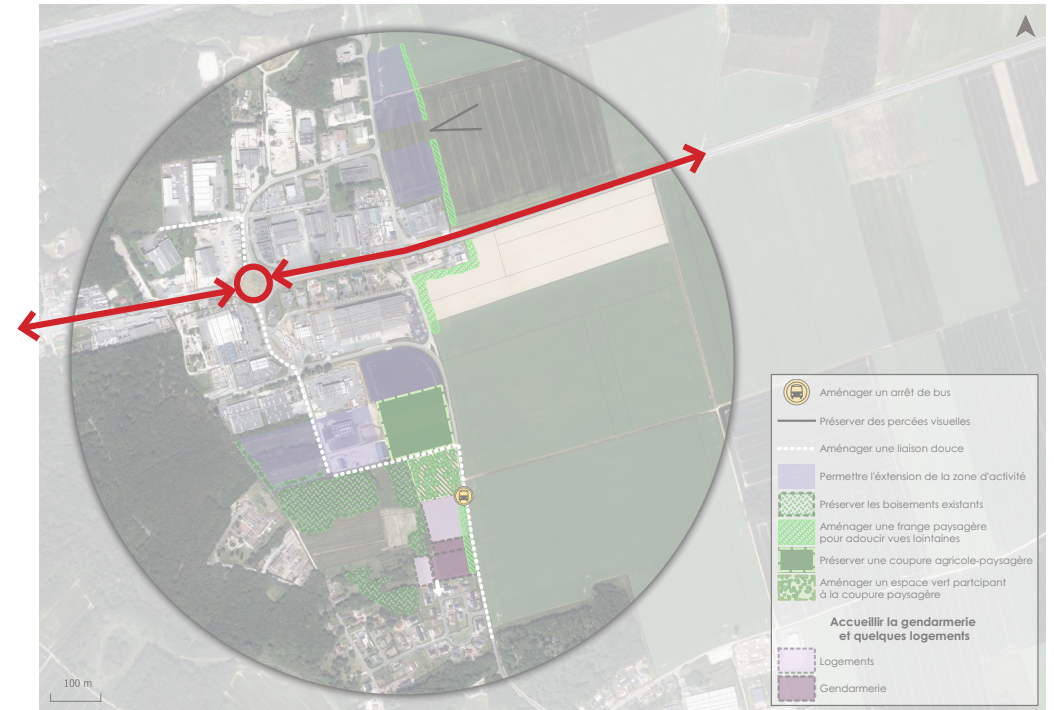 Aménager un arrêt de bus
Préserver des percées visuelles
Aménager une liaison douce
Permettre l'éxtension de la zone d'activité
Préserver les boisements existants
Aménager une frange paysagère
pour adoucir vues lointaines
Préserver une coupure agricole-paysagère
Aménager un espace vert partcipant
à la coupure paysagère
Accueillir la gendarmerie
et quelques logements
Logements
Gendarmerie
100 m